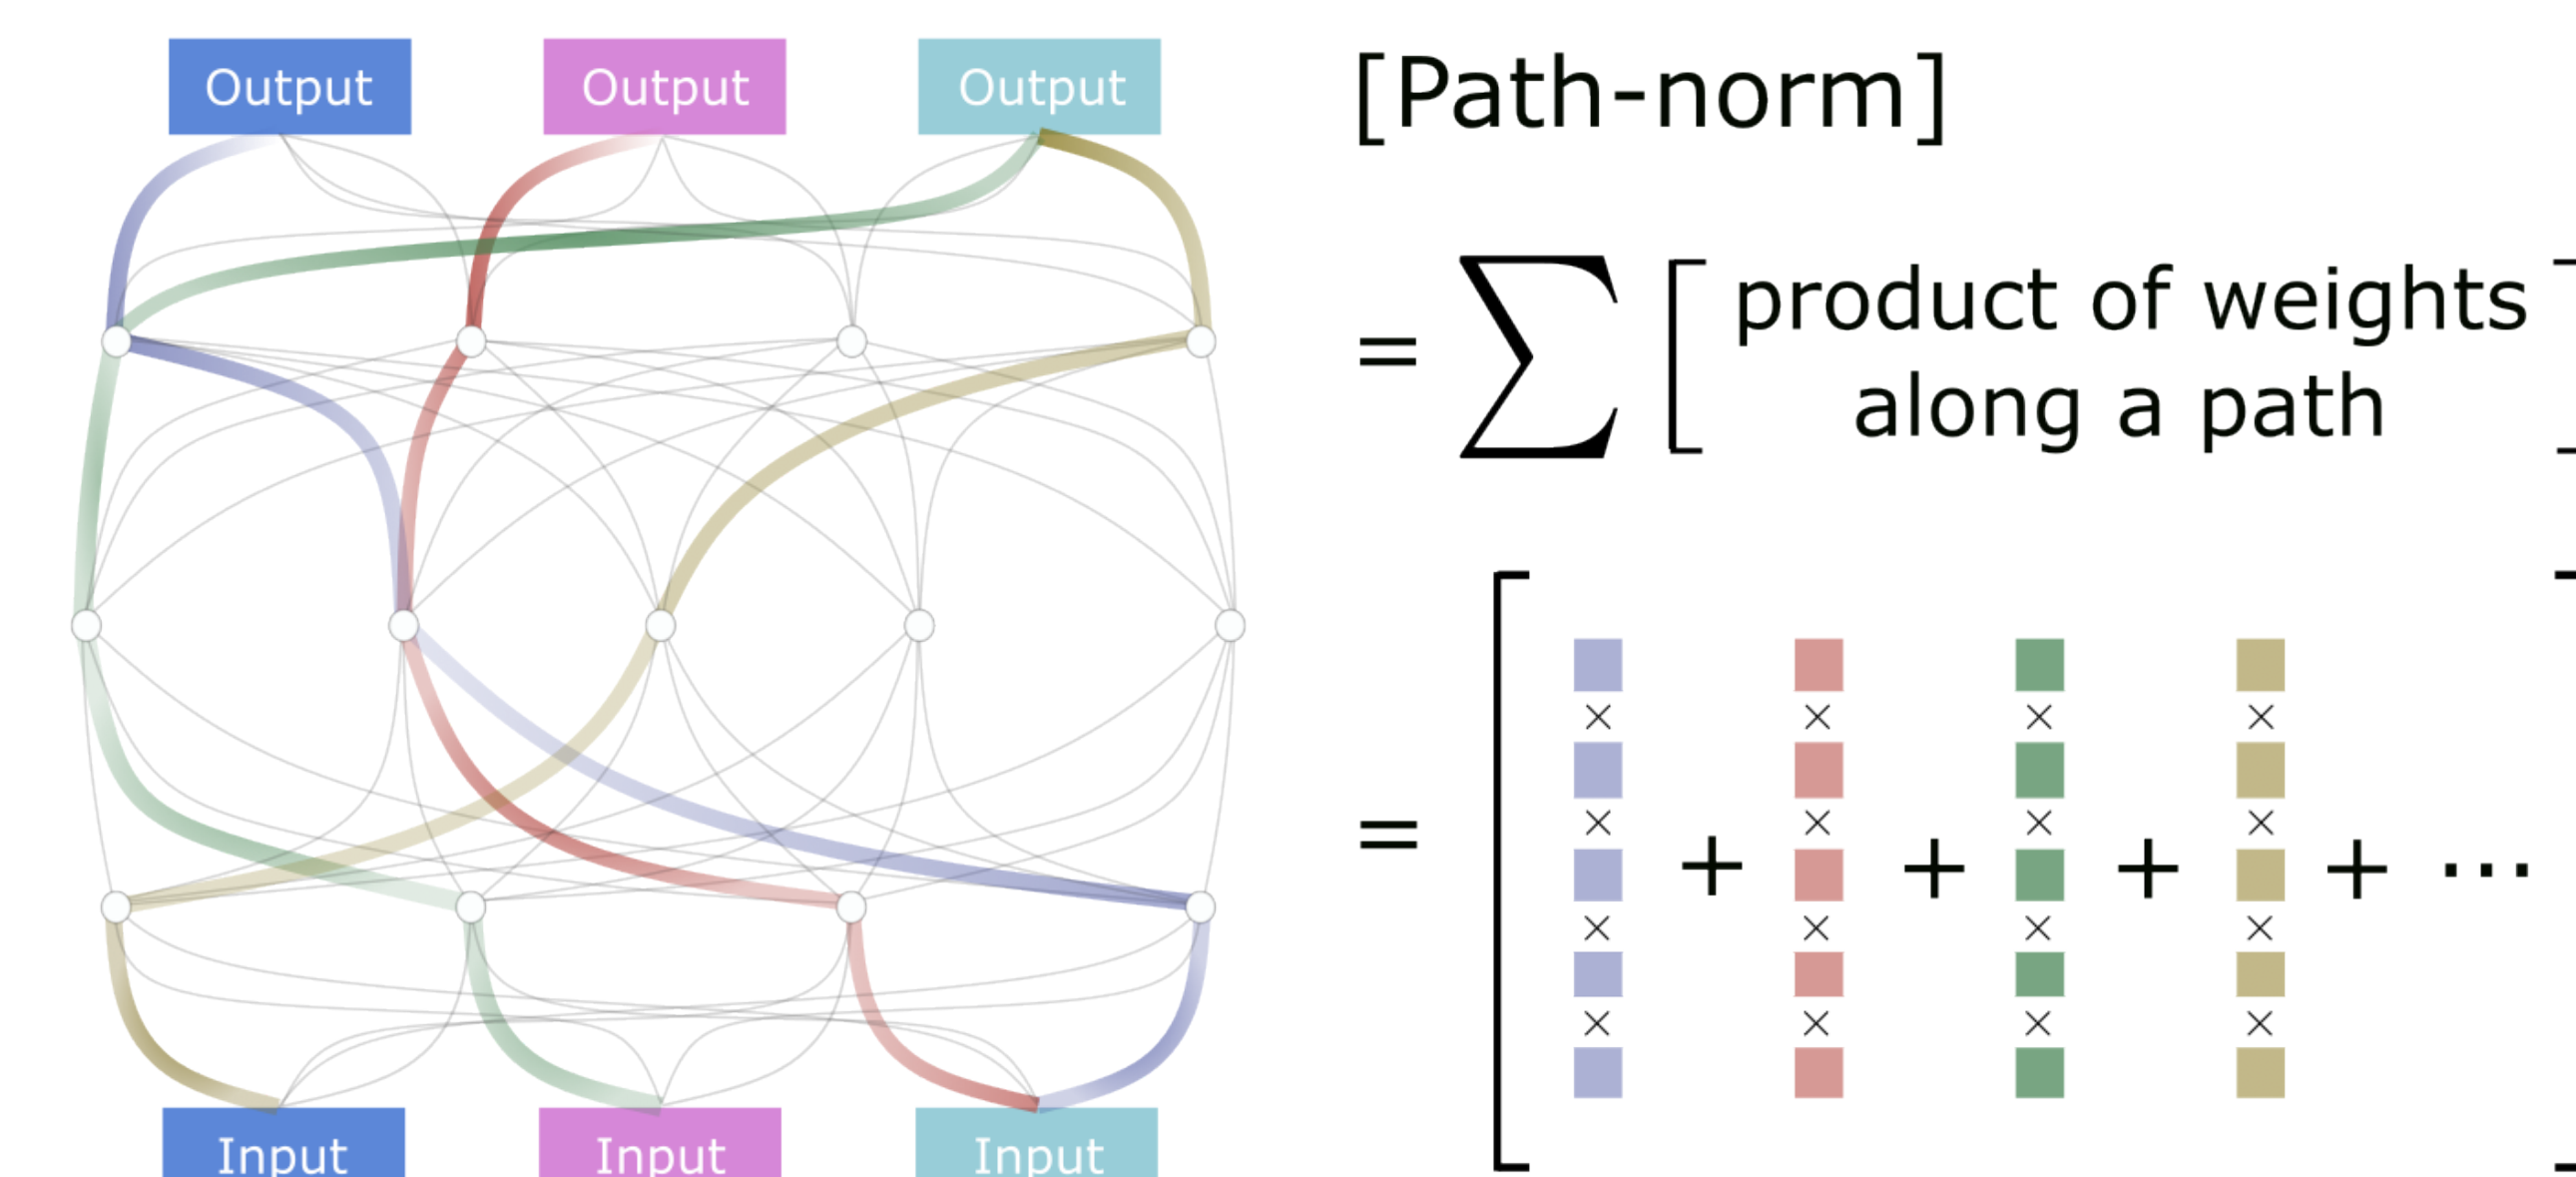 Output Output Output
[Path-norm]
= ∑ [ product of weights
along a path ]
= [ × × × ×
+ + + + ···
× × × ×
× × × ×
× × × × ]
Input Input Input